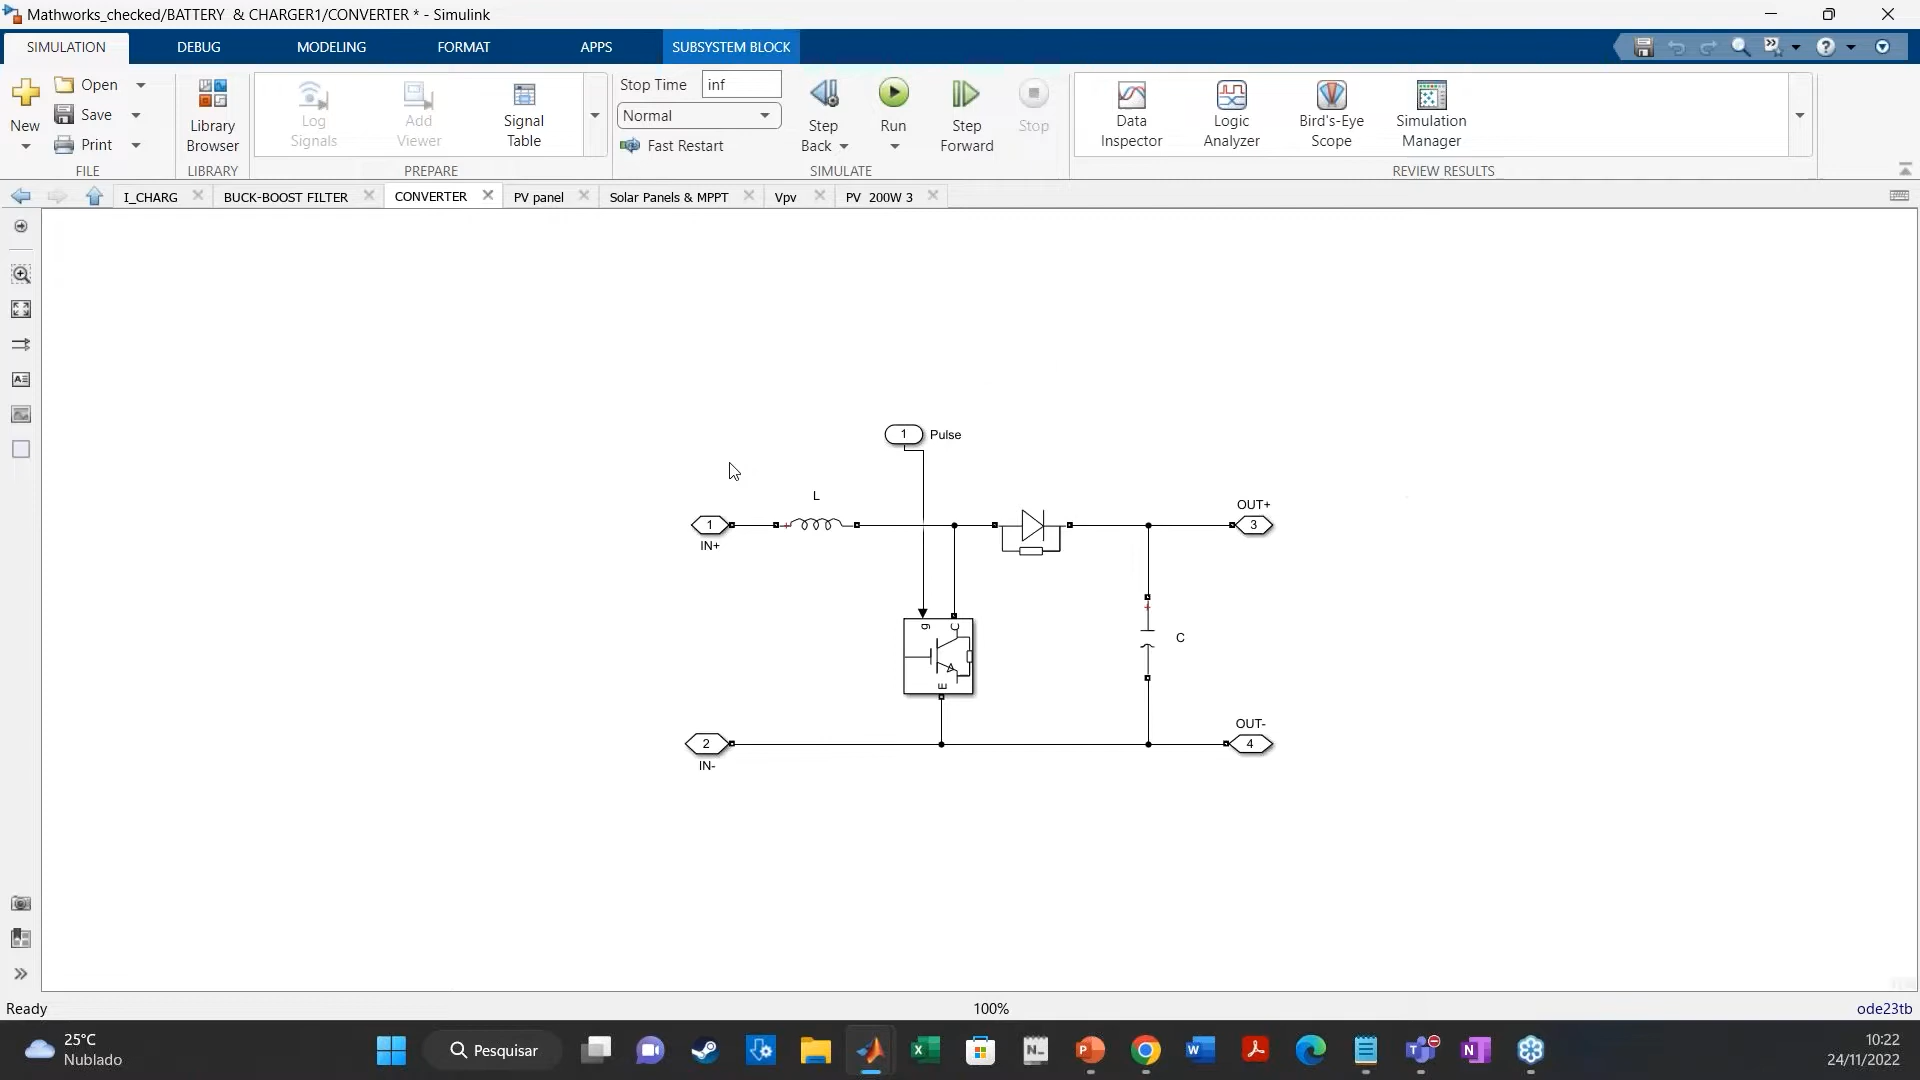 Mathworks_checked/BATTERY & CHARGER1/CONVERTER * - Simulink
SIMULATION DEBUG MODELING FORMAT APPS SUBSYSTEM BLOCK
New
Open
Save
Print
FILE
Library
Browser
LIBRARY
Log
Signals
Add
Viewer
Signal
Table
PREPARE
Stop Time inf
Normal
Fast Restart
Step
Back
Run
Step
Forward
Stop
SIMULATE
Data
Inspector
Logic
Analyzer
Bird's-Eye
Scope
Simulation
Manager
REVIEW RESULTS
I_CHARG BUCK-BOOST FILTER CONVERTER PV panel Solar Panels & MPPT Vpv PV 200W 3
1 Pulse
L
1
IN+
OUT+
3
g C
E
+
C
2
IN-
OUT-
4
Ready 100% ode23tb
25°C
Nublado
Pesquisar
10:22
24/11/2022